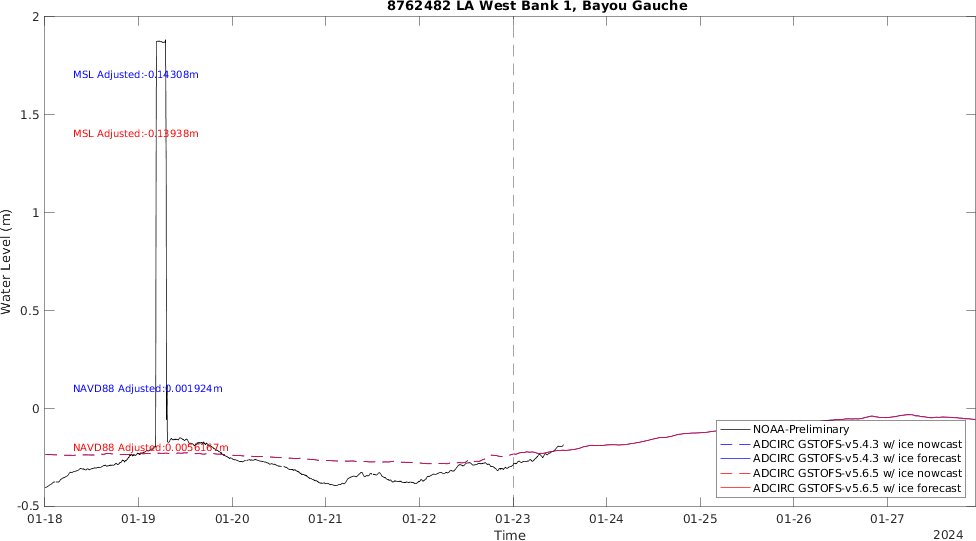 8762482 LA West Bank 1, Bayou Gauche
2
1.5
1
0.5
0
-0.5
Water Level (m)
MSL Adjusted:-0.14308m
MSL Adjusted:-0.13938m
NAVD88 Adjusted:0.001924m
NAVD88 Adjusted:0.0056167m
NOAA-Preliminary
ADCIRC GSTOFS-v5.4.3 w/ ice nowcast
ADCIRC GSTOFS-v5.4.3 w/ ice forecast
ADCIRC GSTOFS-v5.6.5 w/ ice nowcast
ADCIRC GSTOFS-v5.6.5 w/ ice forecast
01-18 01-19 01-20 01-21 01-22 01-23 01-24 01-25 01-26 01-27
Time
2024